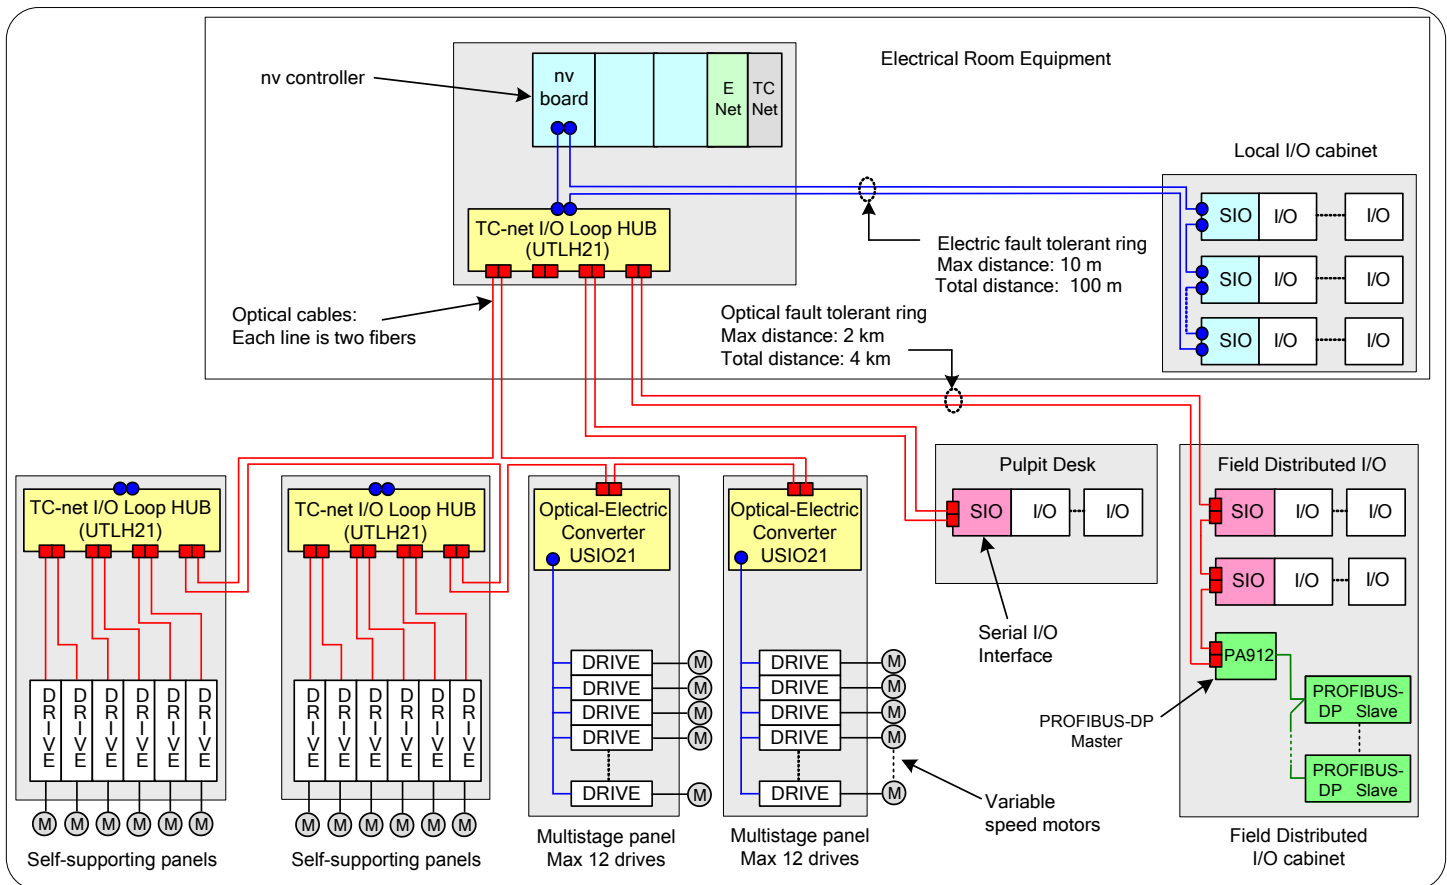 Electrical Room Equipment
nv controller
nv
board
E
Net
TC
Net
TC-net I/O Loop HUB
(UTLH21)
Local I/O cabinet
SIO I/O I/O
SIO I/O I/O
SIO I/O I/O
Electric fault tolerant ring
Max distance: 10 m
Total distance: 100 m
Optical cables:
Each line is two fibers
Optical fault tolerant ring
Max distance: 2 km
Total distance: 4 km
TC-net I/O Loop HUB
(UTLH21)
DRIVE DRIVE DRIVE DRIVE DRIVE DRIVE
M M M M M M
Self-supporting panels
TC-net I/O Loop HUB
(UTLH21)
DRIVE DRIVE DRIVE DRIVE DRIVE DRIVE
M M M M M M
Self-supporting panels
Optical-Electric
Converter
USIO21
DRIVE M
DRIVE M
DRIVE M
DRIVE M
DRIVE M
Multistage panel
Max 12 drives
Optical-Electric
Converter
USIO21
DRIVE M
DRIVE M
DRIVE M
DRIVE M
DRIVE M
Multistage panel
Max 12 drives
Variable
speed motors
Pulpit Desk
SIO I/O I/O
Serial I/O
Interface
Field Distributed I/O
SIO I/O I/O
SIO I/O I/O
PA912
PROFIBUS-DP
Master
PROFIBUS-
DP Slave
PROFIBUS-
DP Slave
Field Distributed
I/O cabinet